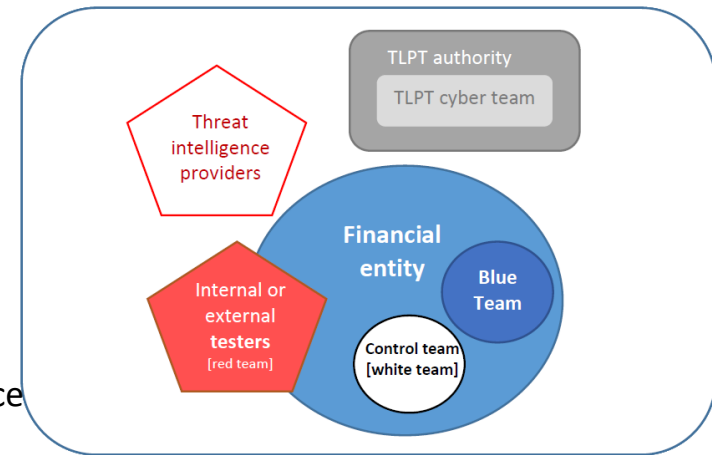 TLPT authority
TLPT cyber team
Threat
intelligence
providers
Financial
entity
Blue
Team
Internal or
external
testers
[red team]
Control team
[white team]